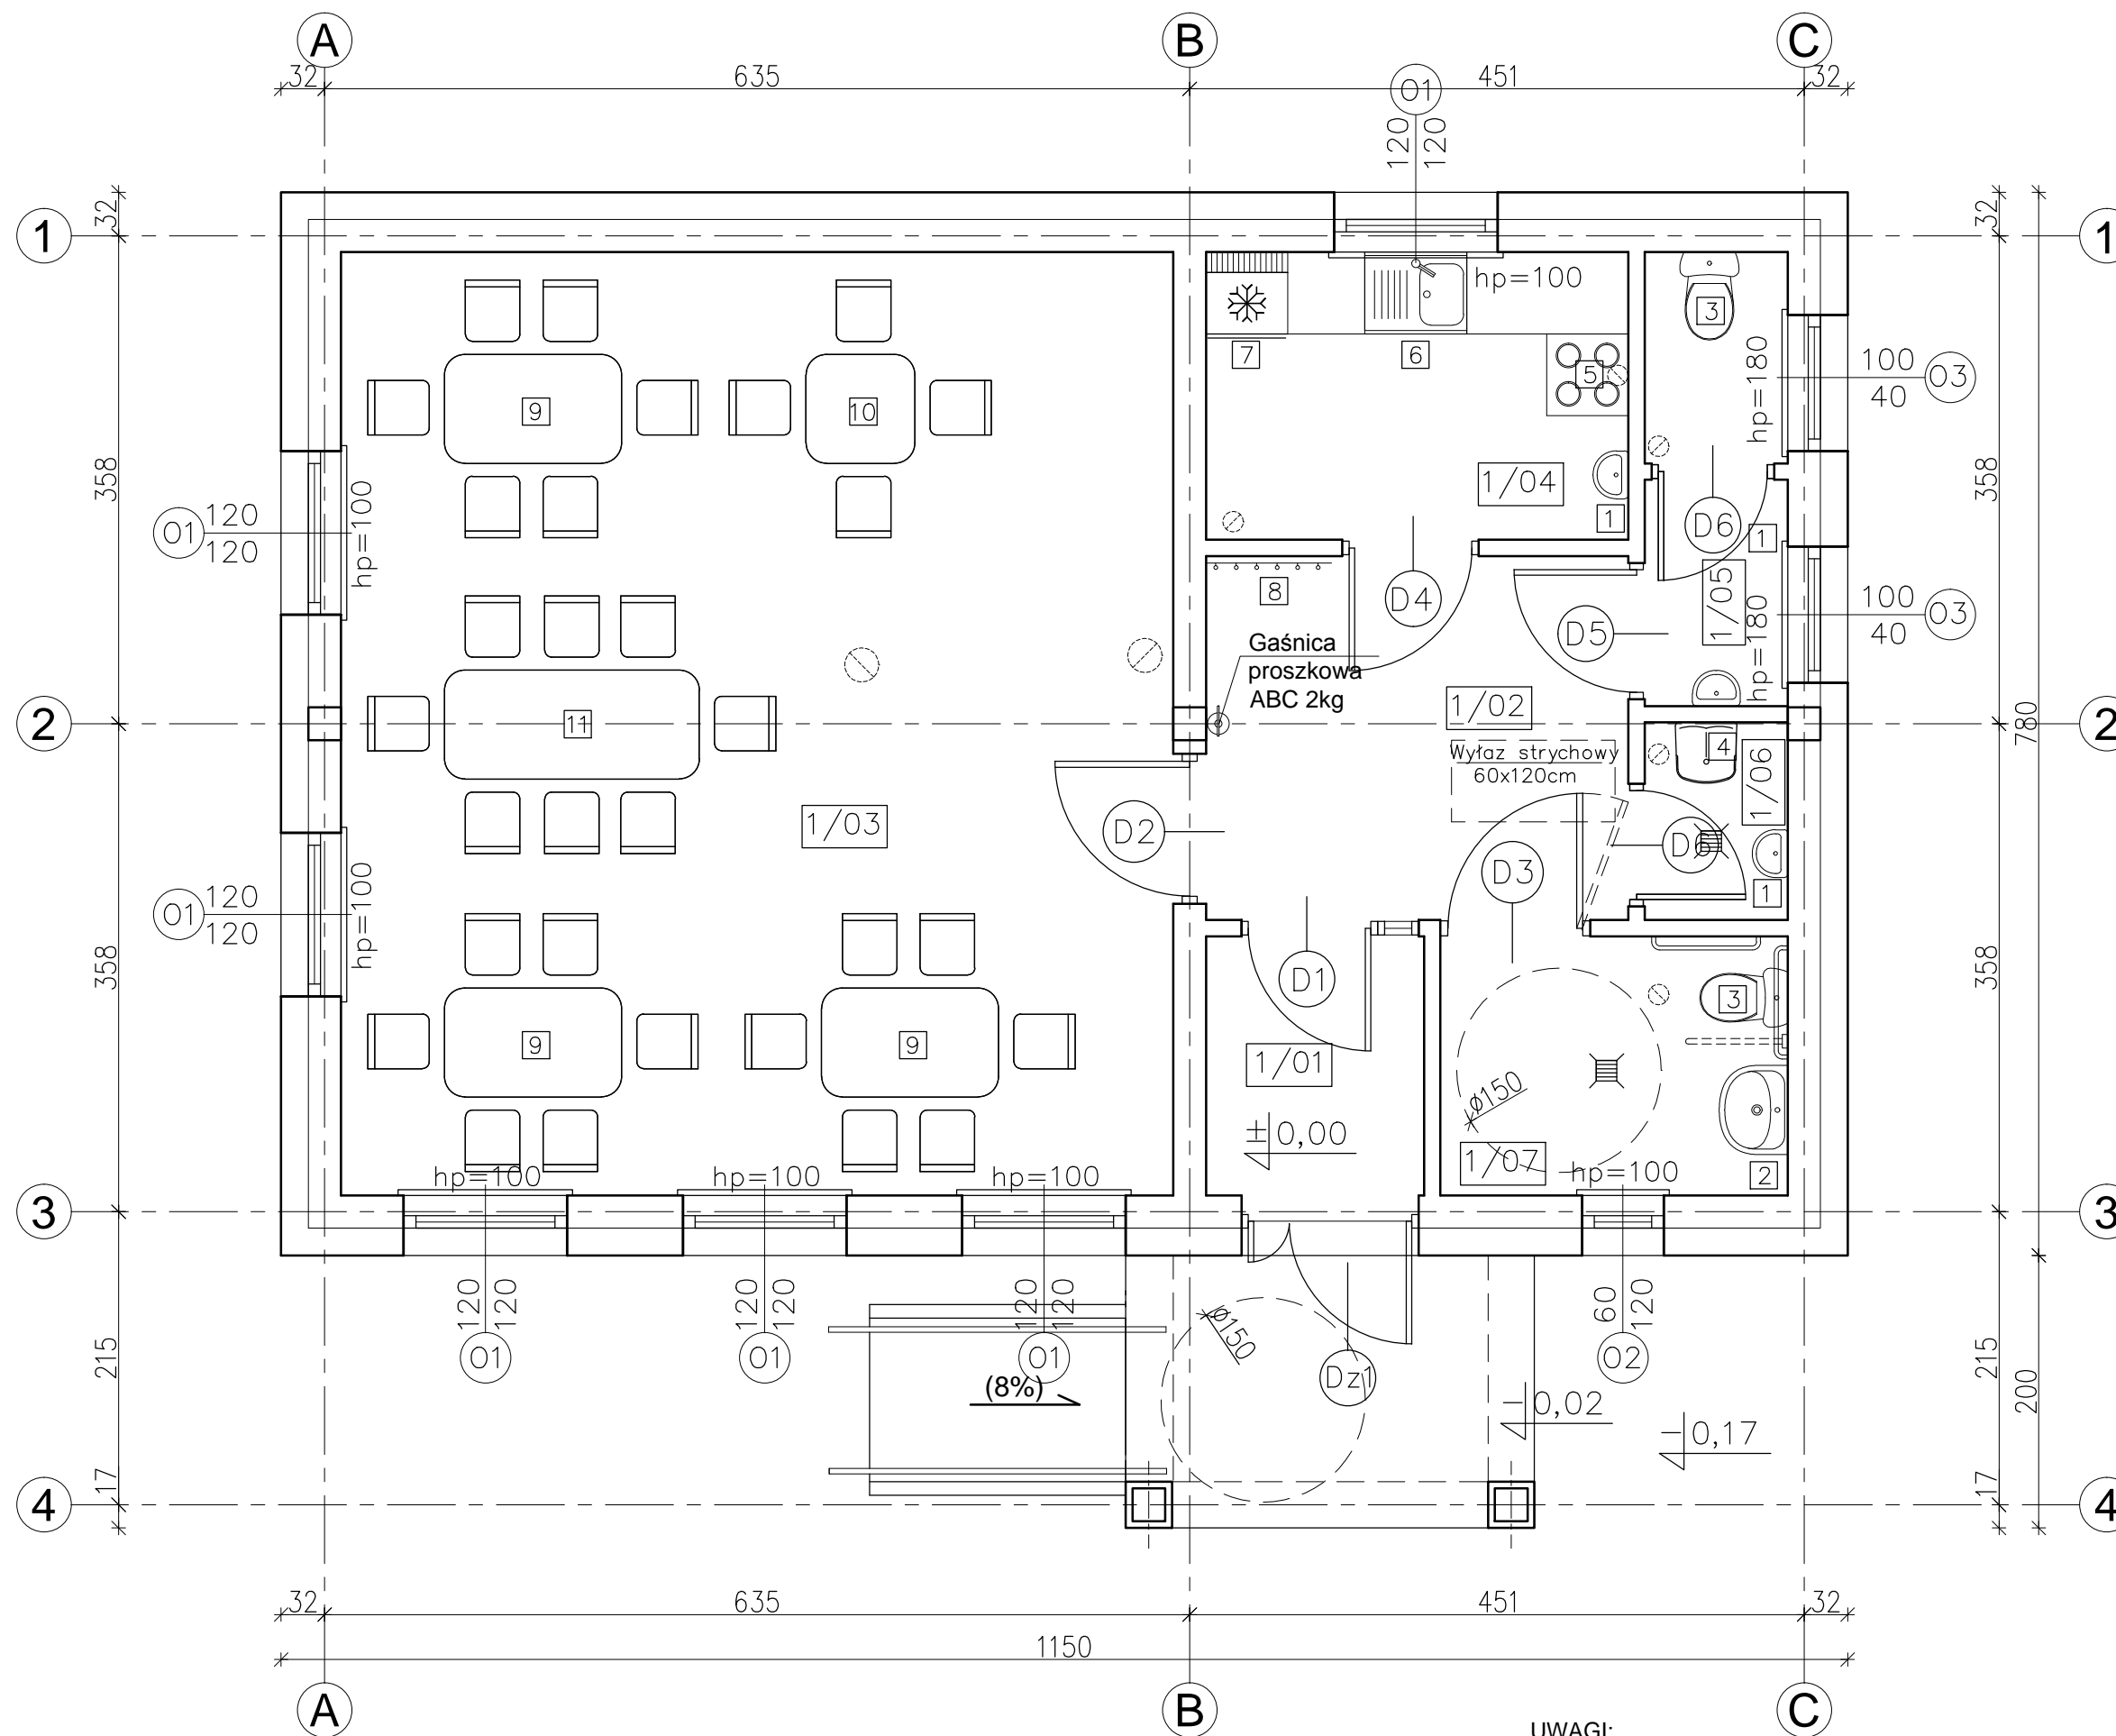 A
B
C
32
635
451
32
O1
120
120
1
32
32
1
hp=100
3
7
6
5
100
40
O3
hp=180
9
10
358
358
1/04
1
O1
120
120
hp=100
D6
1
1/05
8
D4
D5
hp=180
100
40
O3
Gaśnica
proszkowa
ABC 2kg
1/02
2
11
4
2
780
Wyłaz strychowy
60x120cm
1/06
1/03
D2
D6
D3
1
O1
120
120
hp=100
358
358
D1
3
9
9
1/01
ø150
±0,00
1/07
2
hp=100
hp=100
hp=100
hp=100
3
3
120
120
120
120
120
120
60
120
O1
O1
O1
O2
ø150
Dz1
215
215
200
(8%)
-0,02
-0,17
17
17
4
4
32
635
451
32
1150
A
B
C
UWAGI: